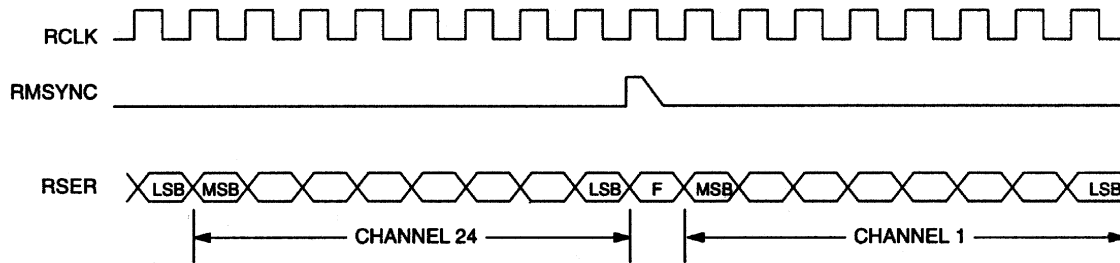 RCLK
RMSYNC
RSER LSB MSB LSB F MSB LSB
CHANNEL 24 CHANNEL 1